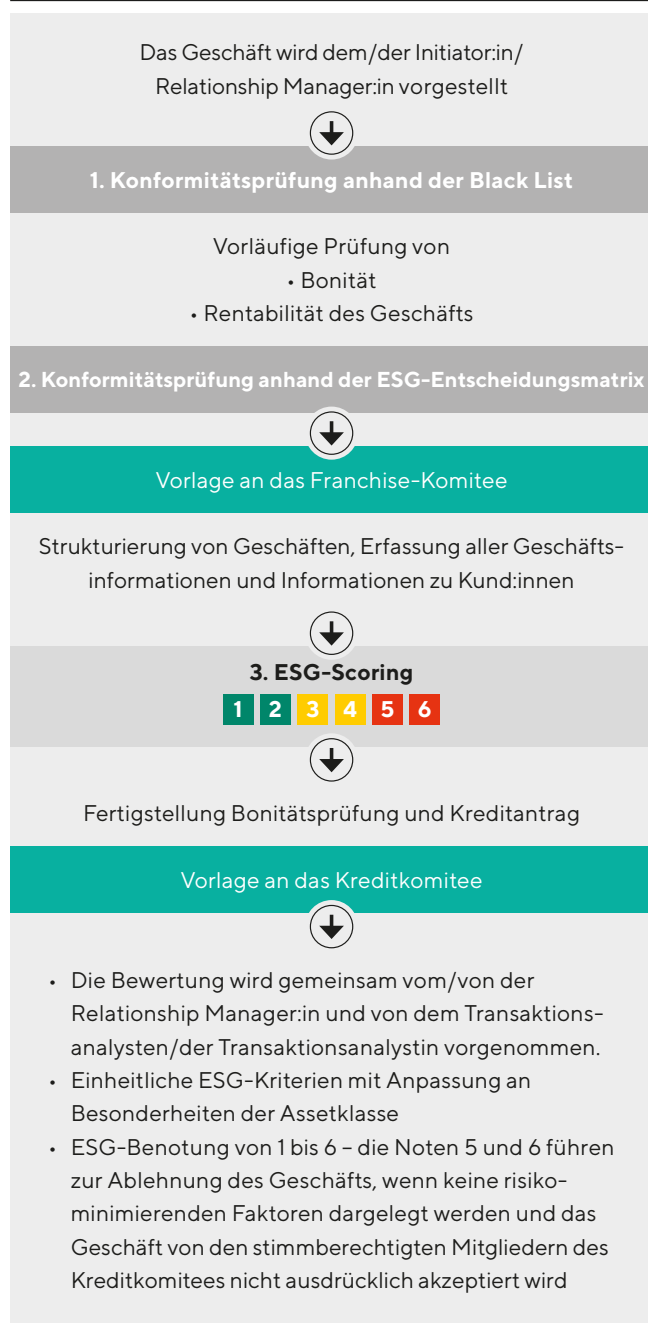 Das Geschäft wird dem/der Initiator:in/
Relationship Manager:in vorgestellt
1. Konformitätsprüfung anhand der Black List
Vorläufige Prüfung von
• Bonität
• Rentabilität des Geschäfts
2. Konformitätsprüfung anhand der ESG-Entscheidungsmatrix
Vorlage an das Franchise-Komitee
Strukturierung von Geschäften, Erfassung aller Geschäfts-
informationen und Informationen zu Kund:innen
3. ESG-Scoring
1 2 3 4 5 6
Fertigstellung Bonitätsprüfung und Kreditantrag
Vorlage an das Kreditkomitee
• Die Bewertung wird gemeinsam vom/von der
Relationship Manager:in und von dem Transaktions-
analysten/der Transaktionsanalystin vorgenommen.
• Einheitliche ESG-Kriterien mit Anpassung an
Besonderheiten der Assetklasse
• ESG-Benotung von 1 bis 6 – die Noten 5 und 6 führen
zur Ablehnung des Geschäfts, wenn keine risiko-
minimierenden Faktoren dargelegt werden und das
Geschäft von den stimmberechtigten Mitgliedern des
Kreditkomitees nicht ausdrücklich akzeptiert wird